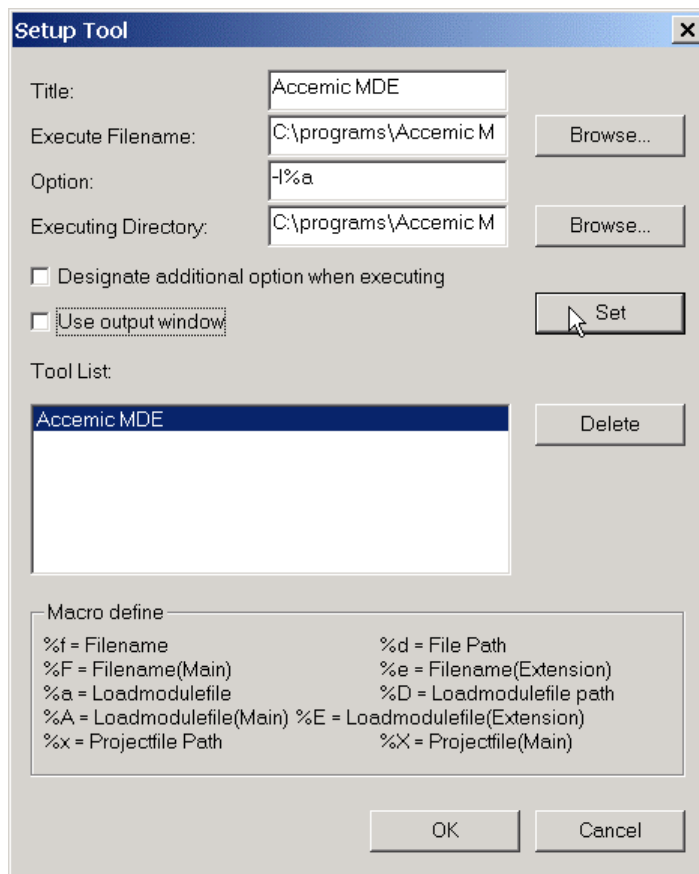 Setup Tool
Title: Accemic MDE
Execute Filename: C:\programs\Accemic M Browse...
Option: -l%a
Executing Directory: C:\programs\Accemic M Browse...
Designate additional option when executing
Use output window Set
Tool List:
Accemic MDE Delete
Macro define
%f = Filename %d = File Path
%F = Filename(Main) %e = Filename(Extension)
%a = Loadmodulefile %D = Loadmodulefile path
%A = Loadmodulefile(Main) %E = Loadmodulefile(Extension)
%x = Projectfile Path %X = Projectfile(Main)
OK Cancel